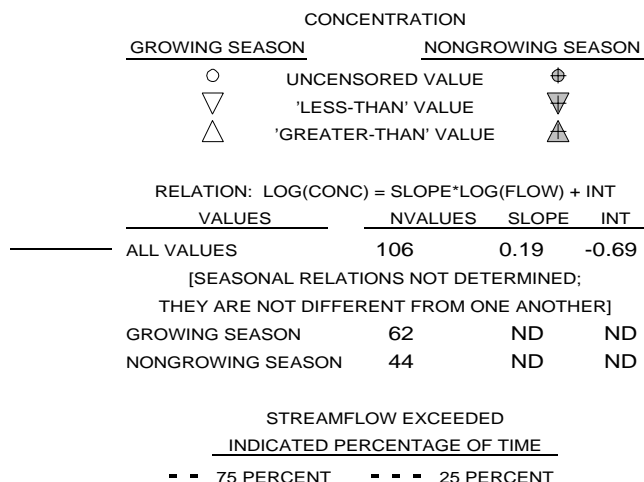 CONCENTRATION
GROWING SEASON NONGROWING SEASON
UNCENSORED VALUE
'LESS-THAN' VALUE
'GREATER-THAN' VALUE
RELATION: LOG(CONC) = SLOPE*LOG(FLOW) + INT
VALUES NVALUES SLOPE INT
ALL VALUES 106 0.19 -0.69
[SEASONAL RELATIONS NOT DETERMINED;
THEY ARE NOT DIFFERENT FROM ONE ANOTHER]
GROWING SEASON 62 ND ND
NONGROWING SEASON 44 ND ND
STREAMFLOW EXCEEDED
INDICATED PERCENTAGE OF TIME
75 PERCENT 25 PERCENT